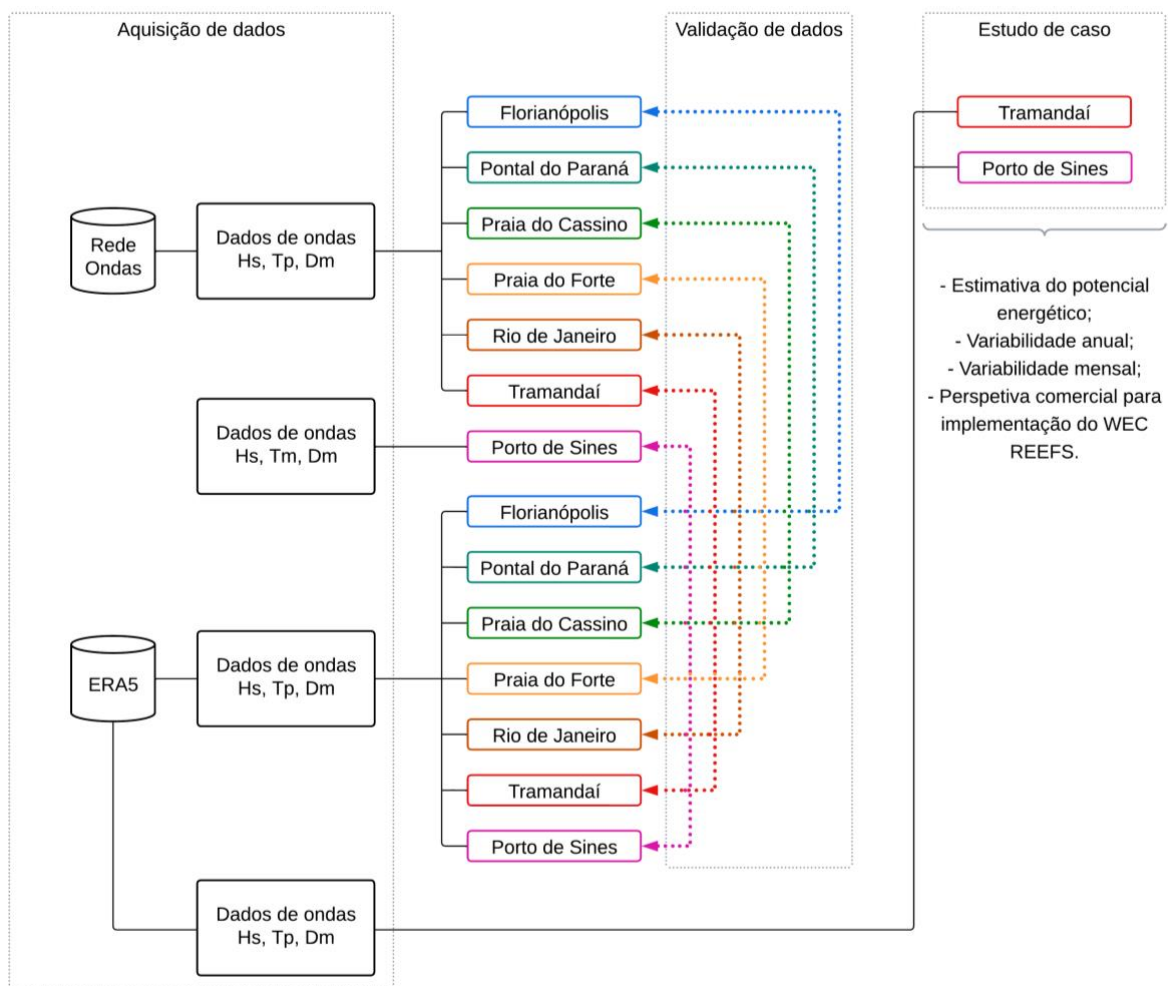 Aquisição de dados
Validação de dados
Estudo de caso
Florianópolis
Tramandaí
Pontal do Paraná
Porto de Sines
Rede
Ondas
Dados de ondas
Hs, Tp, Dm
Praia do Cassino
Praia do Forte
Rio de Janeiro
Tramandaí
- Estimativa do potencial
energético;
- Variabilidade anual;
- Variabilidade mensal;
- Perspetiva comercial para
implementação do WEC
REEFS.
Dados de ondas
Hs, Tm, Dm
Porto de Sines
Florianópolis
Pontal do Paraná
Praia do Cassino
ERA5
Dados de ondas
Hs, Tp, Dm
Praia do Forte
Rio de Janeiro
Tramandaí
Porto de Sines
Dados de ondas
Hs, Tp, Dm